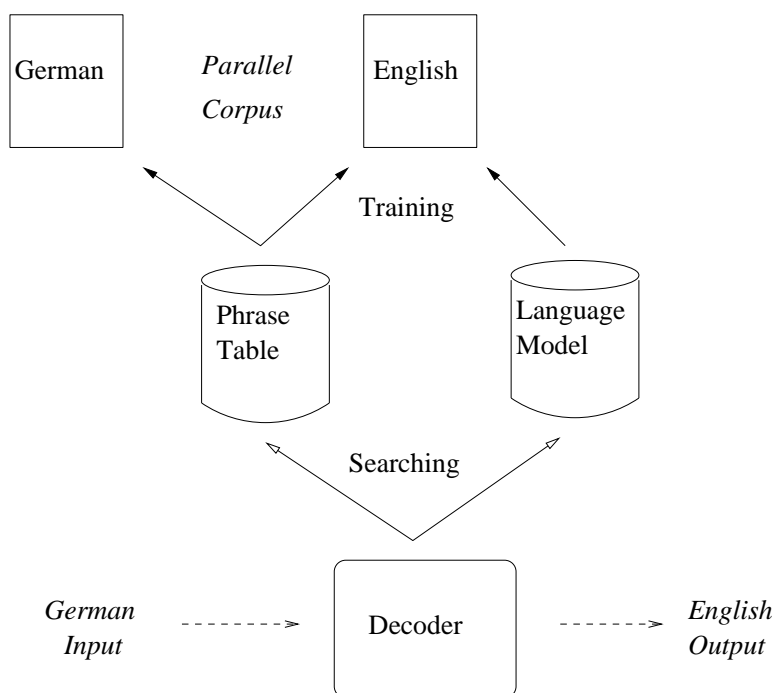 German
Parallel
Corpus
English
Training
Phrase
Table
Language
Model
Searching
German
Input
Decoder
English
Output